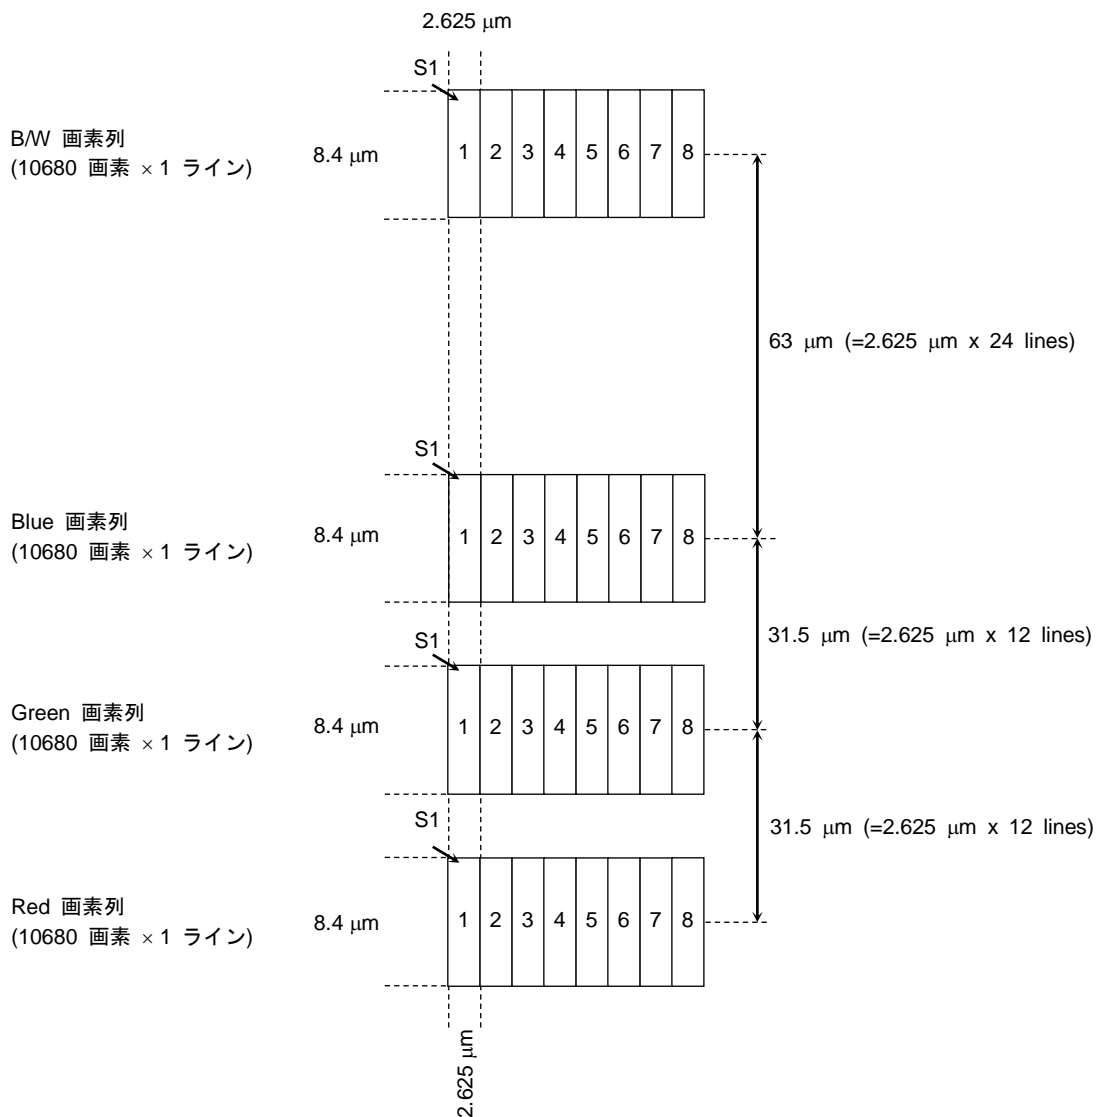 2.625 μm
S1
B/W 画素列
(10680 画素 × 1 ライン)
8.4 μm
1 2 3 4 5 6 7 8
63 μm (=2.625 μm x 24 lines)
S1
Blue 画素列
(10680 画素 × 1 ライン)
8.4 μm
1 2 3 4 5 6 7 8
31.5 μm (=2.625 μm x 12 lines)
S1
Green 画素列
(10680 画素 × 1 ライン)
8.4 μm
1 2 3 4 5 6 7 8
31.5 μm (=2.625 μm x 12 lines)
S1
Red 画素列
(10680 画素 × 1 ライン)
8.4 μm
1 2 3 4 5 6 7 8
2.625 μm